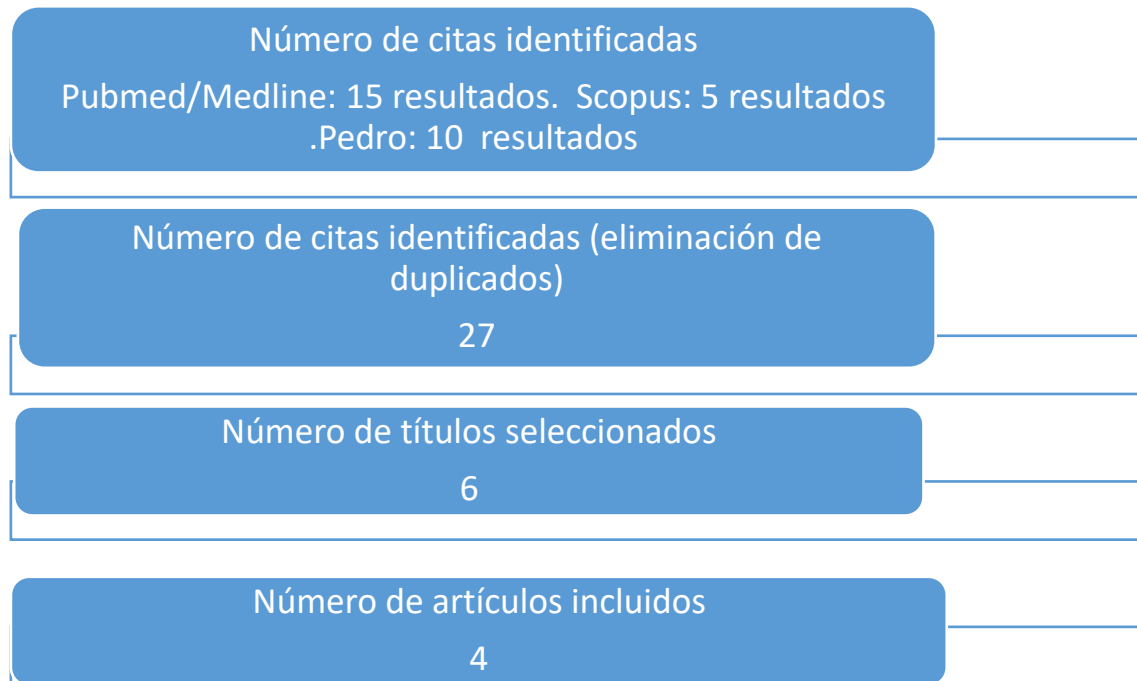 Número de citas identificadas
Pubmed/Medline: 15 resultados.  Scopus: 5 resultados
.Pedro: 10  resultados
Número de citas identificadas (eliminación de
duplicados)
27
Número de títulos seleccionados
6
Número de artículos incluidos
4